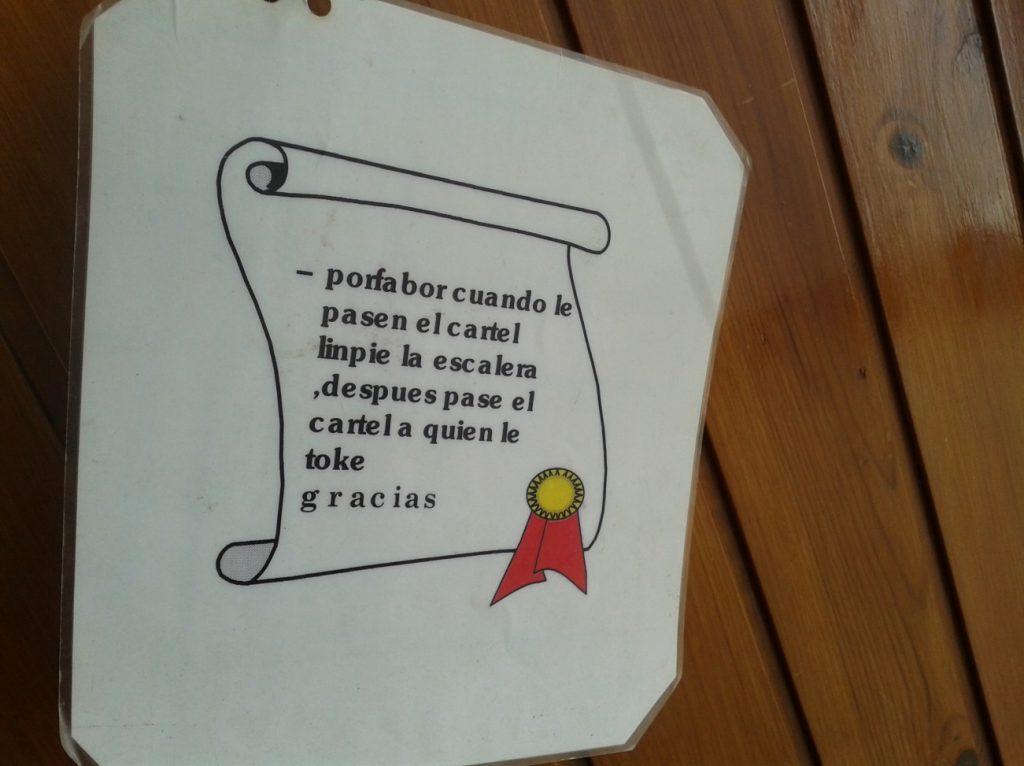 - porfabor cuando le
pasen el cartel
linpie la escalera
,despues pase el
cartel a quien le
toke
gracias